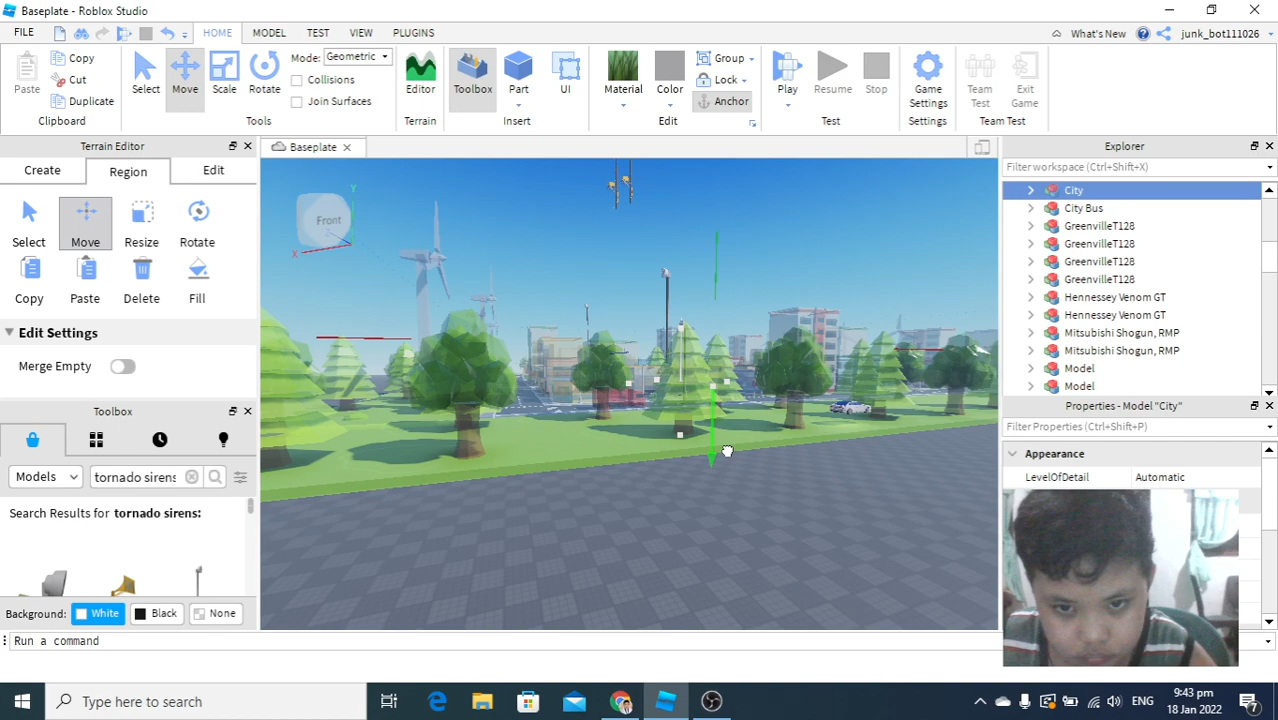 Baseplate - Roblox Studio
FILE HOME MODEL TEST VIEW PLUGINS What's New junk_bot111026
Paste Copy Cut Duplicate Clipboard
Select Move Scale Rotate Tools
Mode: Geometric
Collisions
Join Surfaces
Editor Terrain
Toolbox Part UI Insert
Material Color Group Lock Anchor Edit
Play Resume Stop Test
Game Settings Settings
Team Test Exit Game Team Test
Terrain Editor
Create Region Edit
Select Move Resize Rotate
Copy Paste Delete Fill
Edit Settings
Merge Empty
Toolbox
Models tornado sirens
Search Results for tornado sirens:
Background: White Black None
Baseplate
Front
Y
X
Z
Explorer
Filter workspace (Ctrl+Shift+X)
City
City Bus
GreenvilleT128
GreenvilleT128
GreenvilleT128
GreenvilleT128
Hennessey Venom GT
Hennessey Venom GT
Mitsubishi Shogun, RMP
Mitsubishi Shogun, RMP
Model
Model
Properties - Model "City"
Filter Properties (Ctrl+Shift+P)
Appearance
LevelOfDetail Automatic
Run a command
Type here to search
ENG
9:43 pm
18 Jan 2022
7